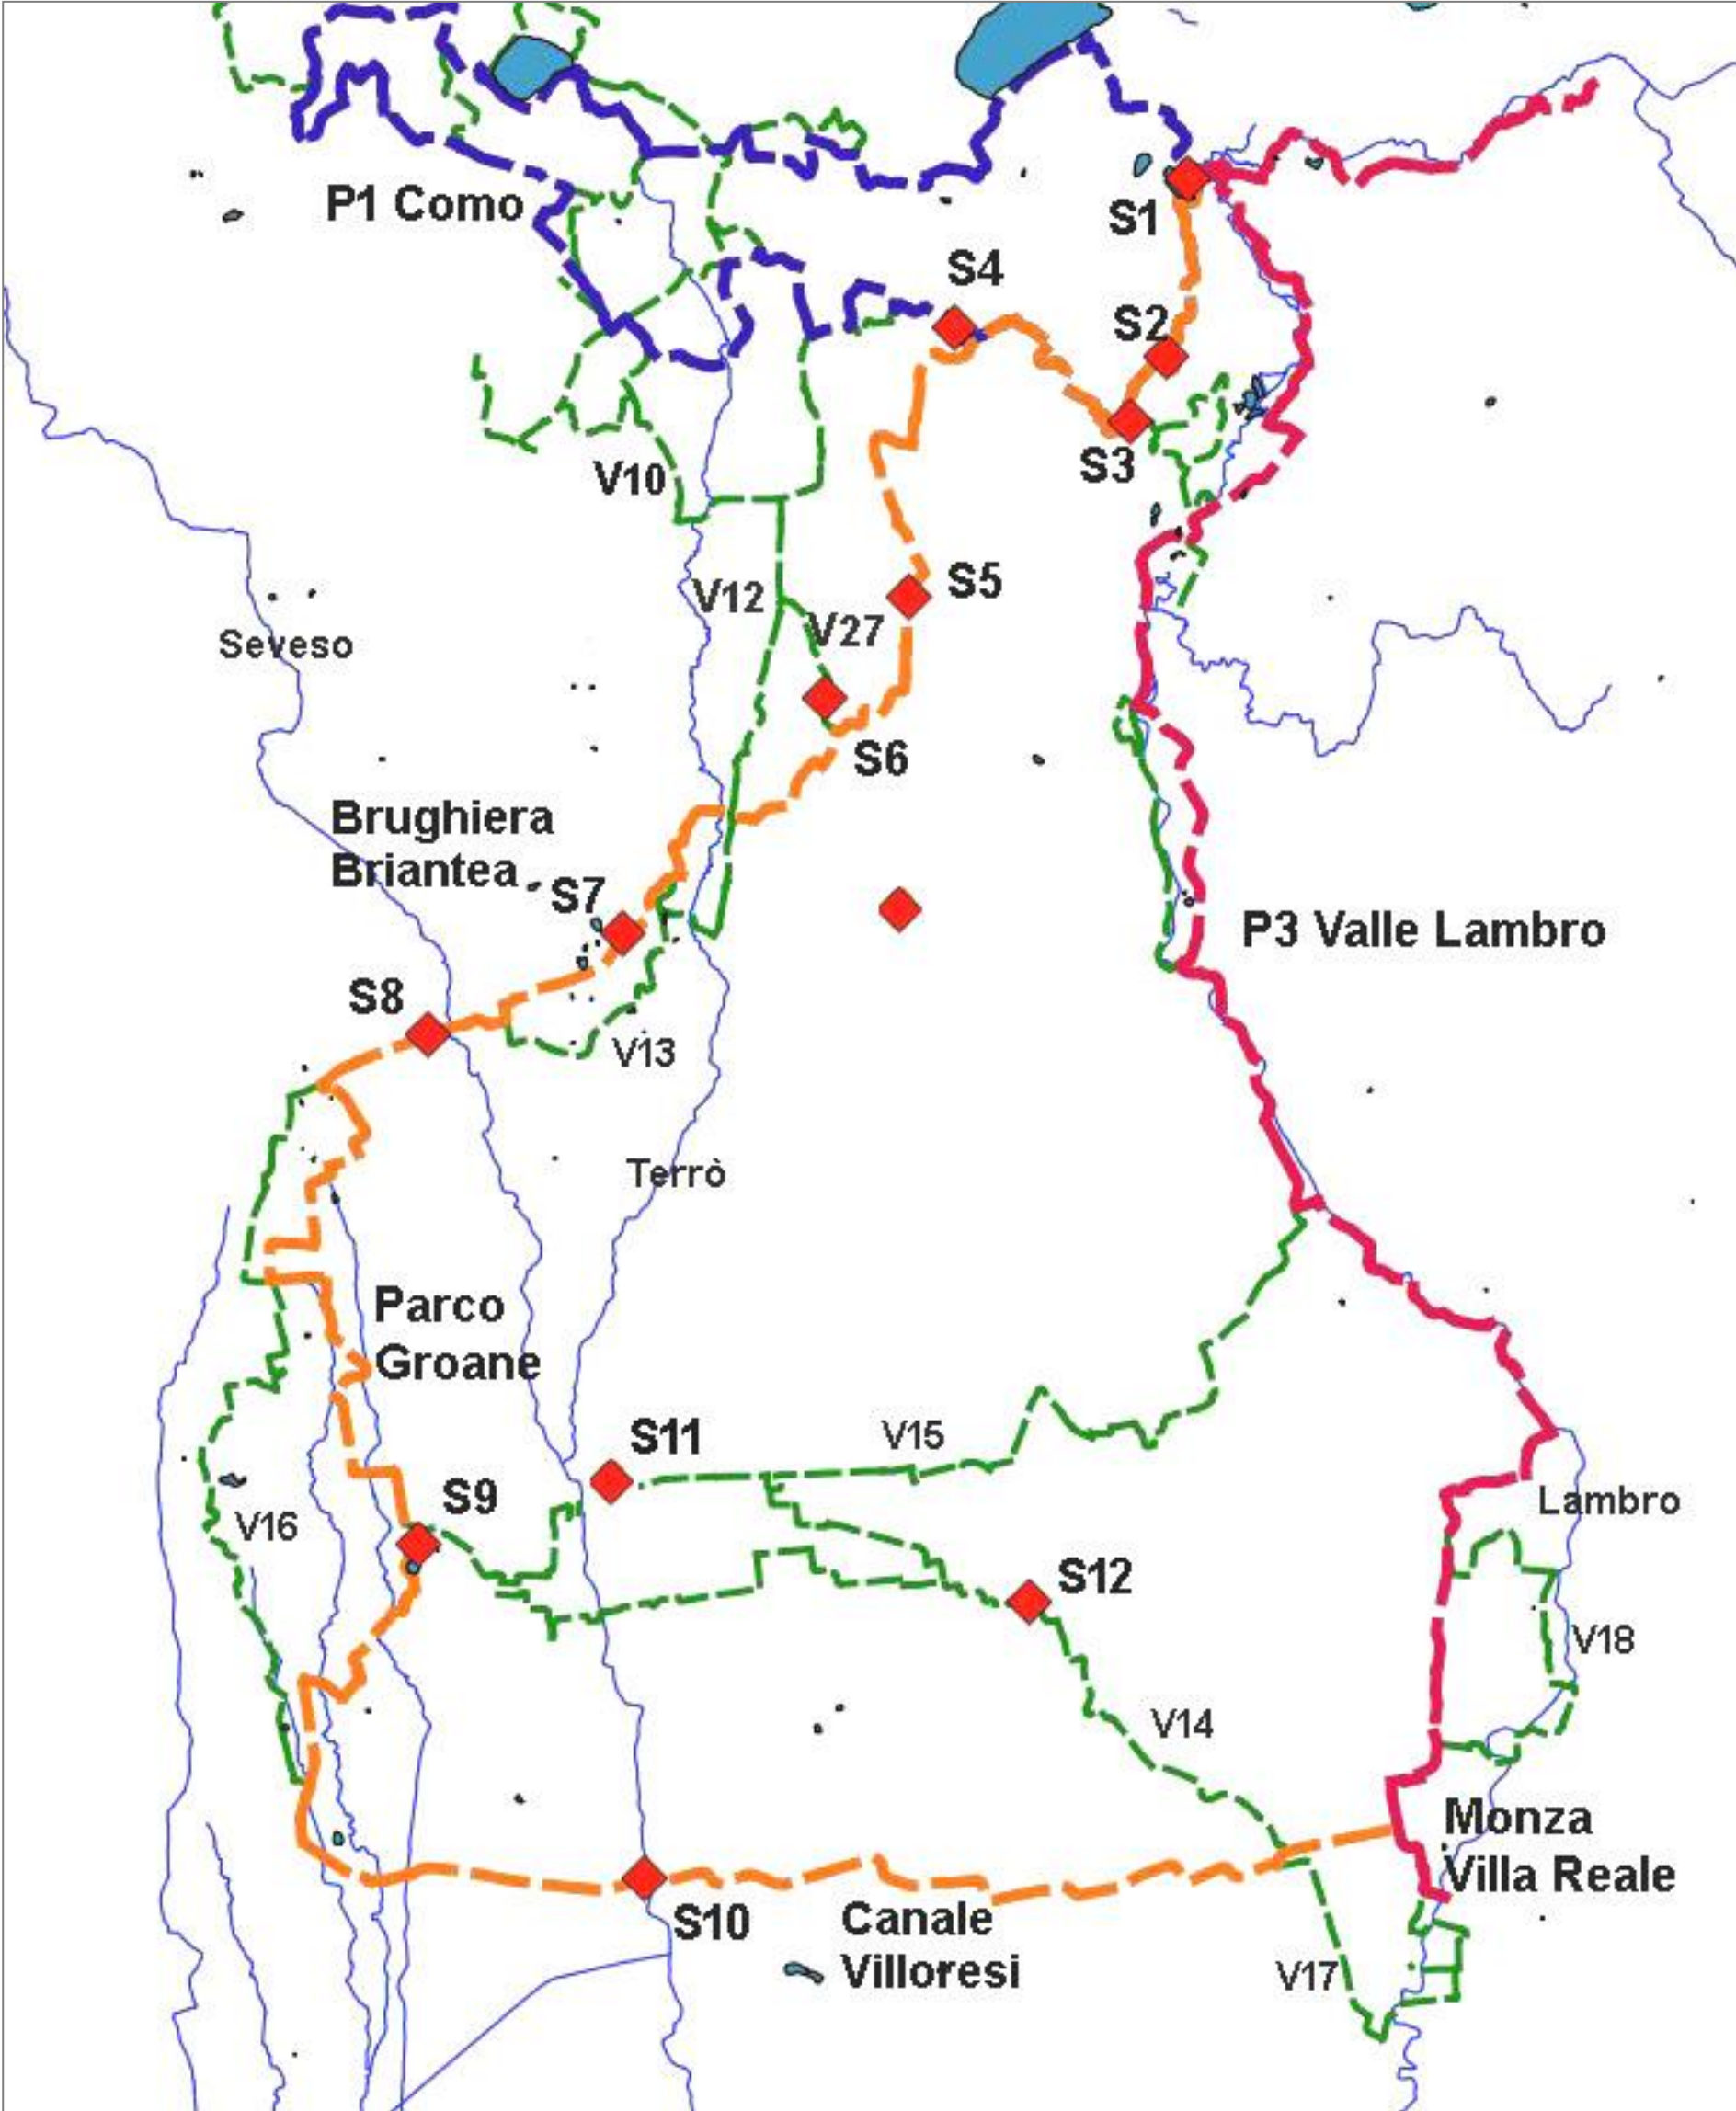 P1 Como
S1
S4
S2
S3
V10
S5
V12
V27
Seveso
S6
Brughiera
Briantea
S7
P3 Valle Lambro
S8
V13
Terrò
Parco
Groane
S11
V15
S9
Lambro
V16
S12
V18
V14
Monza
Villa Reale
S10
Canale
Villoresi
V17